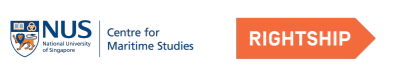 NUS
National University
of Singapore
Centre for
Maritime Studies
RIGHTSHIP